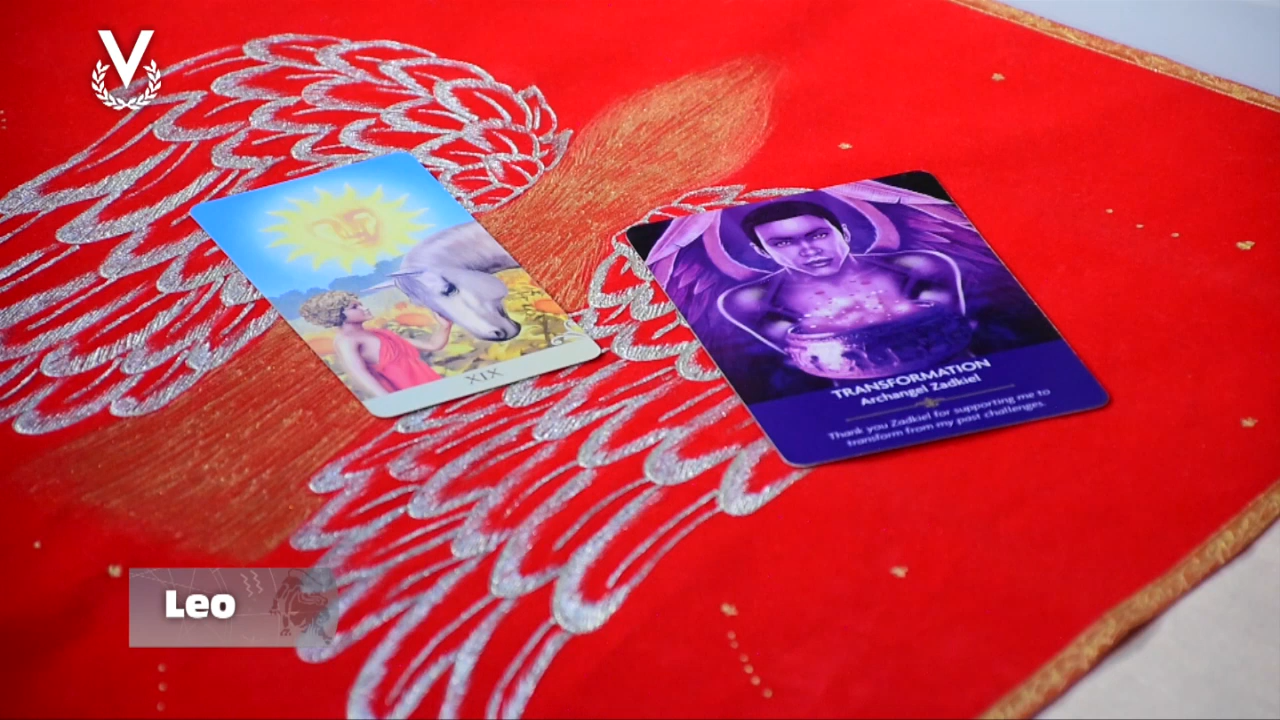 V
XIX
TRANSFORMATION
Archangel Zadkiel
Thank you Zadkiel for supporting me to
transform from my past challenges.
Leo